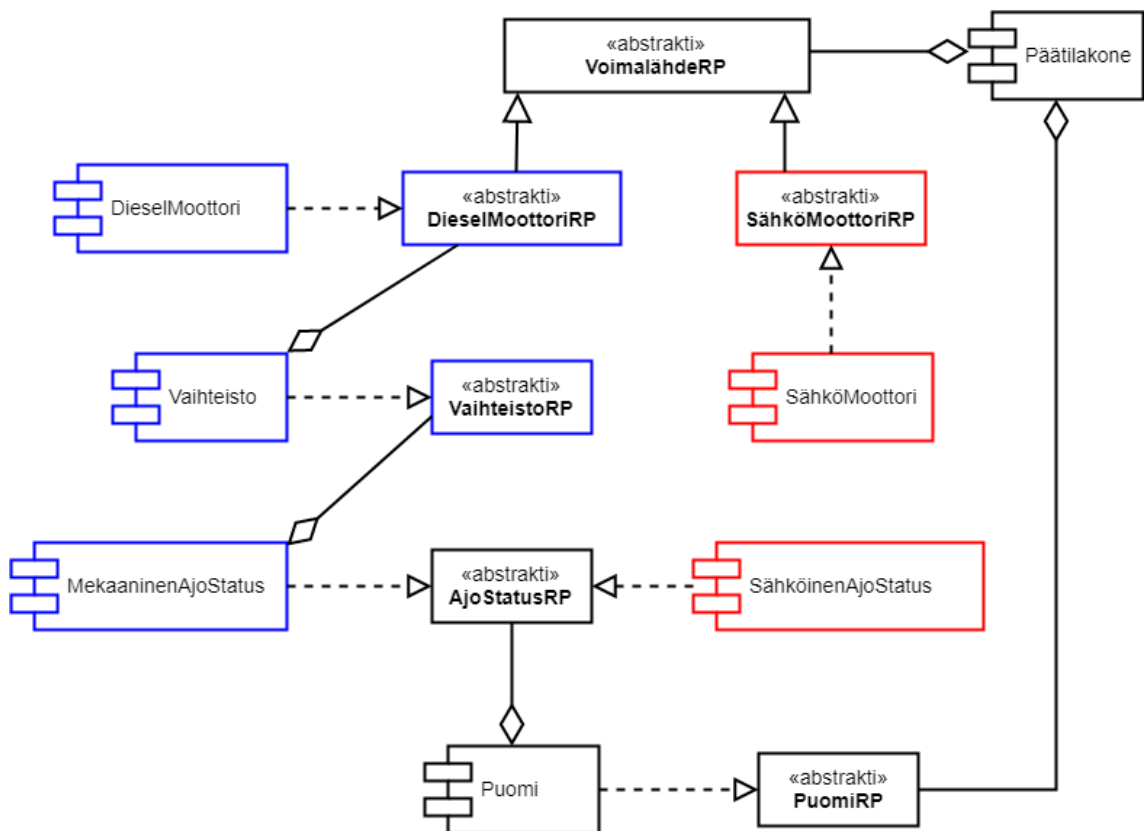 «abstrakti»
VoimalähdeRP
Päätilakone
DieselMoottori
«abstrakti»
DieselMoottoriRP
«abstrakti»
SähköMoottoriRP
Vaihteisto
«abstrakti»
VaihteistoRP
SähköMoottori
MekaaninenAjoStatus
«abstrakti»
AjoStatusRP
SähköinenAjoStatus
Puomi
«abstrakti»
PuomiRP